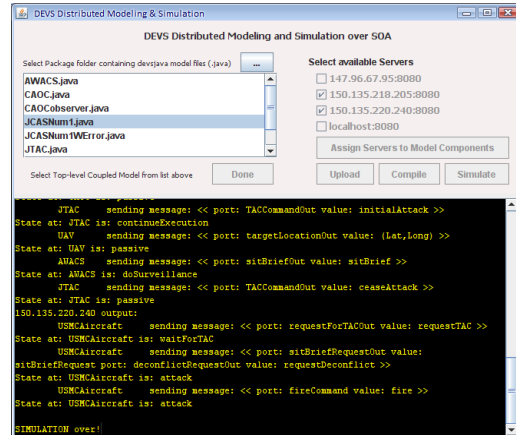 DEVS Distributed Modeling & Simulation
DEVS Distributed Modeling and Simulation over SOA
Select Package folder containing devsjava model files (.java)
...
AWACS.java
CAOC.java
CAOCobserver.java
JCASNum1.java
JCASNum1WError.java
JTAC.java
Select Top-level Coupled Model from list above
Done
Select available Servers
147.96.67.95:8080
150.135.218.205:8080
150.135.220.240:8080
localhost:8080
Assign Servers to Model Components
Upload
Compile
Simulate
JTAC sending message: << port: TACCommandOut value: initialAttack >>
State at: JTAC is: continueExecution
UAV sending message: << port: targetLocationOut value: (Lat,Long) >>
State at: UAV is: passive
AWACS sending message: << port: sitBriefOut value: sitBrief >>
State at: AWACS is: doSurveillance
JTAC sending message: << port: TACCommandOut value: ceaseAttack >>
State at: JTAC is: passive
150.135.220.240 output:
USMCAircraft sending message: << port: requestForTACOut value: requestTAC >>
State at: USMCAircraft is: waitForTAC
USMCAircraft sending message: << port: sitBriefRequestOut value:
sitBriefRequest port: deconflictRequestOut value: requestDeconflict >>
State at: USMCAircraft is: attack
USMCAircraft sending message: << port: fireCommand value: fire >>
State at: USMCAircraft is: attack
SIMULATION over!